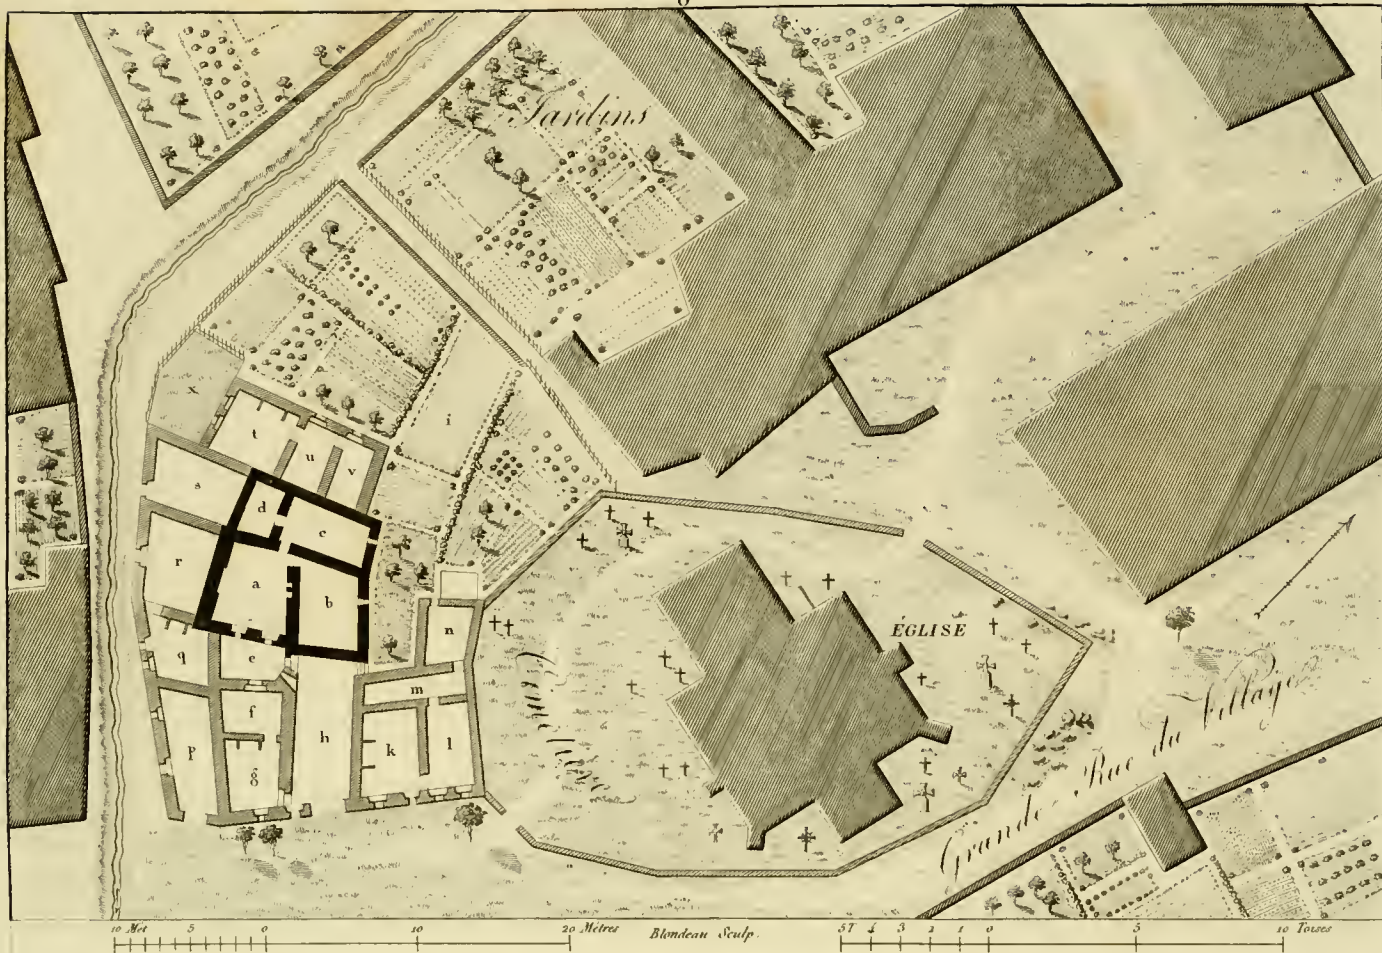 Jardins
x
t
i
u
v
s
d
c
r
a
b
n
ÉGLISE
q
e
m
f
h
k
l
p
g
Cimetière
Grande Rue du Village
10 Mèt 5 0 10 20 Mètres
Blondeau Sculp.
5T 4 3 2 1 0 5 10 Toises